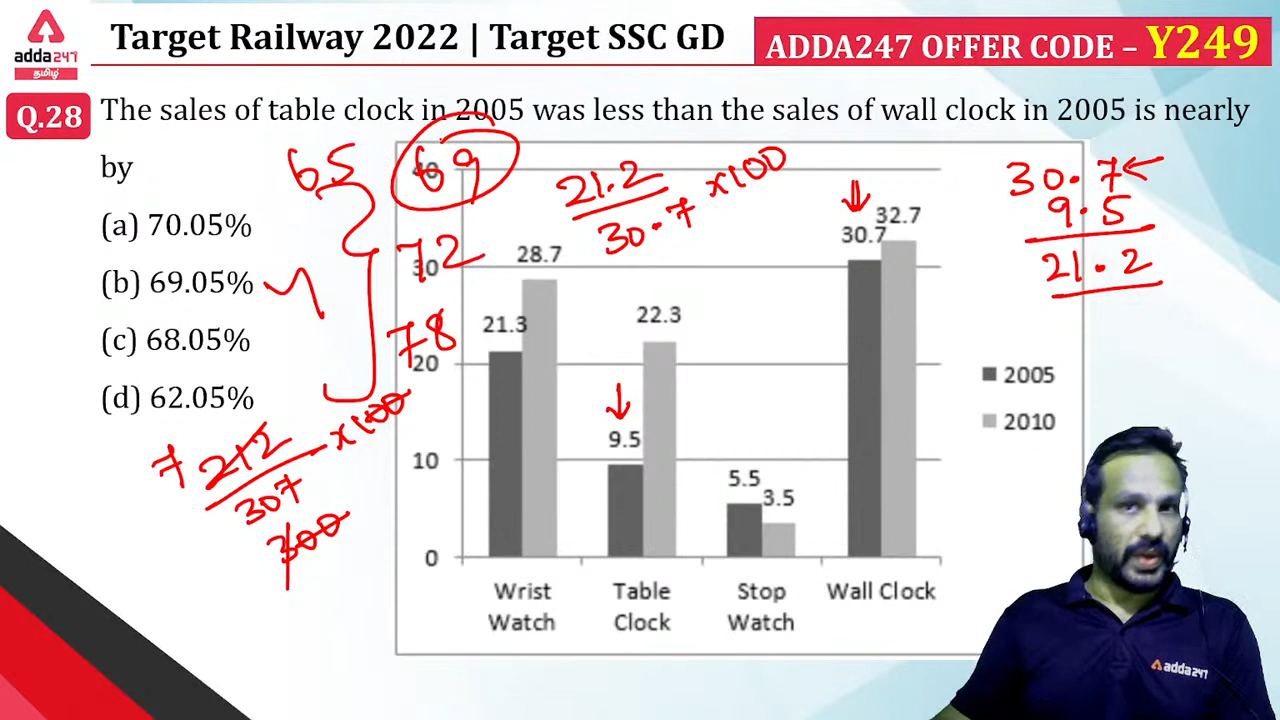 adda247
தமிழ்
Target Railway 2022 | Target SSC GD
ADDA247 OFFER CODE – Y249
Q.28
The sales of table clock in 2005 was less than the sales of wall clock in 2005 is nearly
by
(a) 70.05%
(b) 69.05%
(c) 68.05%
(d) 62.05%
65
69
72
78
21.2
30.7
×100
30.7
9.5
21.2
7
212
307
×100
300
40
30
20
10
0
21.3
28.7
9.5
22.3
5.5
3.5
30.7
32.7
Wrist
Watch
Table
Clock
Stop
Watch
Wall Clock
2005
2010
adda247